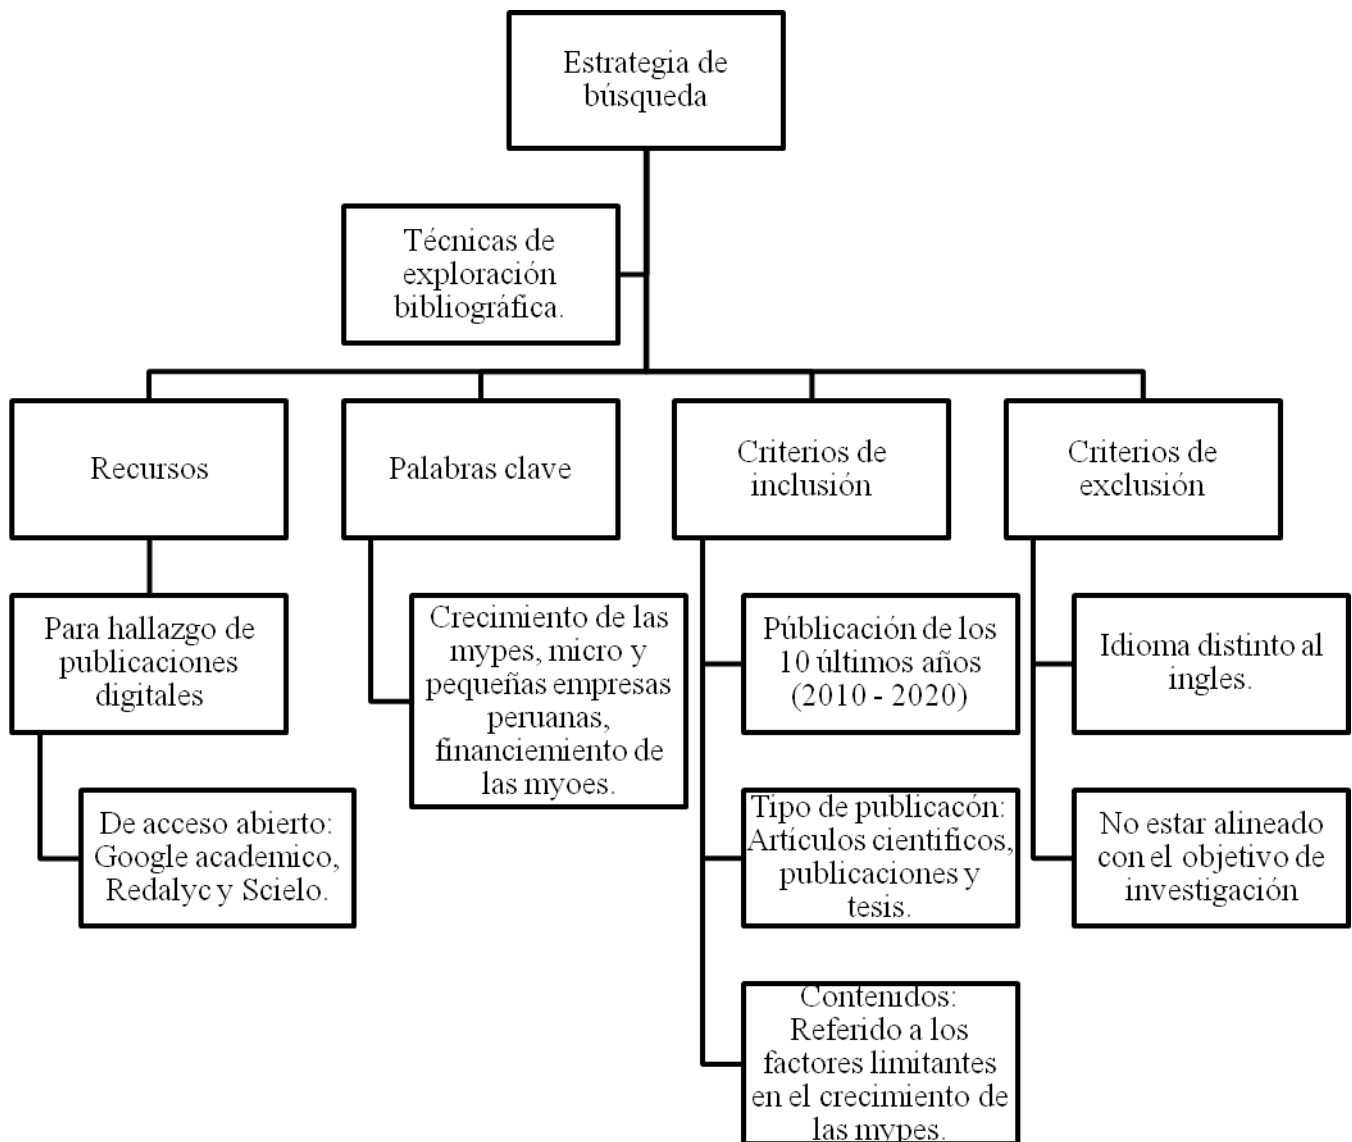 Estrategia de
búsqueda
Técnicas de
exploración
bibliográfica.
Recursos
Palabras clave
Criterios de
inclusión
Criterios de
exclusión
Para hallazgo de
publicaciones
digitales
De acceso abierto:
Google academico,
Redalyc y Scielo.
Crecimiento de las
mypes, micro y
pequeñas empresas
peruanas,
financiemiento de
las myoes.
Públicación de los
10 últimos años
(2010 - 2020)
Tipo de publicacón:
Artículos cientificos,
publicaciones y
tesis.
Contenidos:
Referido a los
factores limitantes
en el crecimiento de
las mypes.
Idioma distinto al
ingles.
No estar alineado
con el objetivo de
investigación